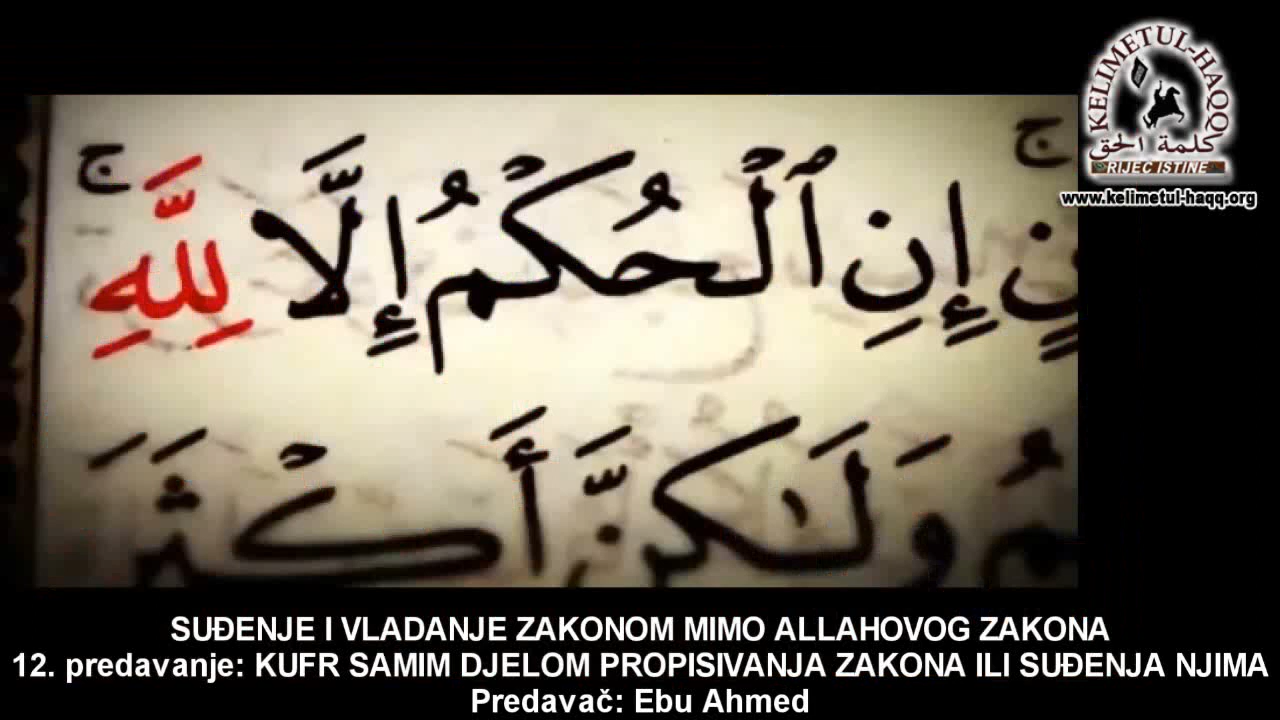 KELIMETUL-HAQQ
كلمة الحق
RIJEC ISTINE
www.kelimetul-haqq.org
إِنِ ٱلْحُكْمُ إِلَّا لِلَّهِ ۚ
وَلَـٰكِنَّ أَكْثَرَ
SUĐENJE I VLADANJE ZAKONOM MIMO ALLAHOVOG ZAKONA
12. predavanje: KUFR SAMIM DJELOM PROPISIVANJA ZAKONA ILI SUĐENJA NJIMA
Predavač: Ebu Ahmed